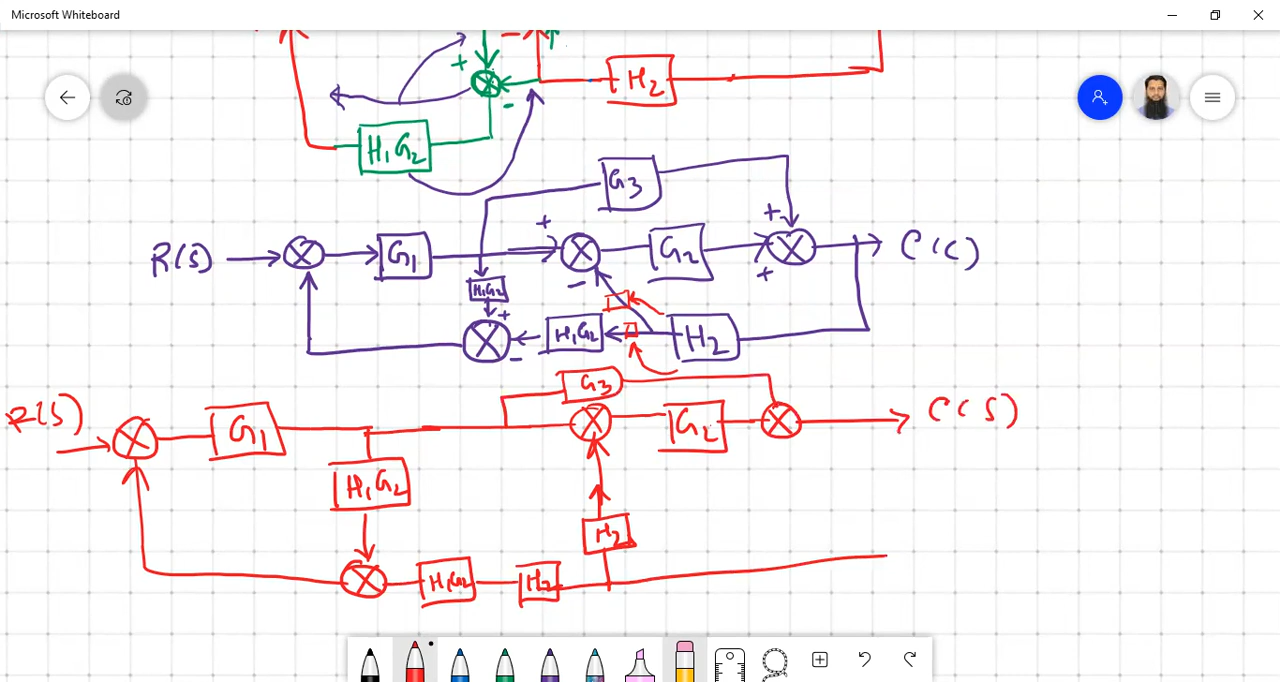 Microsoft Whiteboard
+
-
+
H2
-
H1G2
G3
+
+
R(S)
G1
G2
C(C)
H1G2
-
+
+
H1G2
H2
-
G3
R(S)
C(S)
G1
G2
H1G2
H2
H1G2
H2